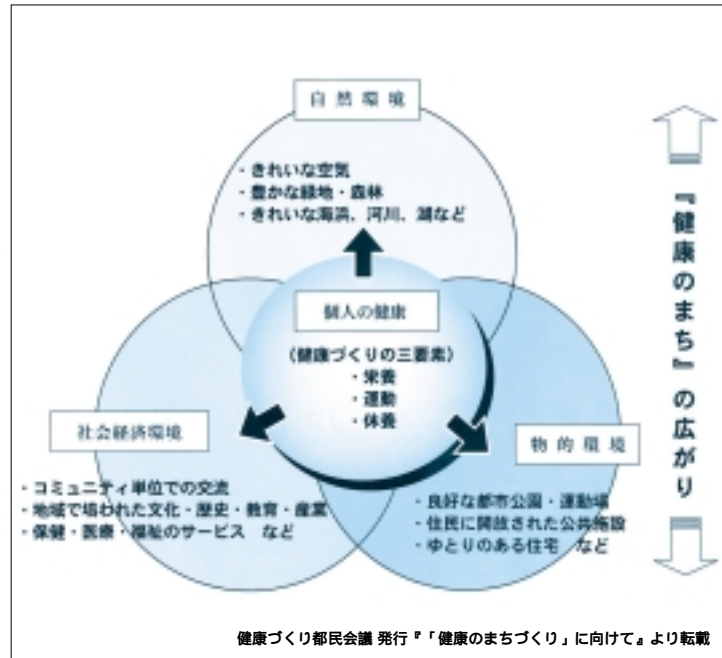 自然環境
・きれいな空気
・豊かな緑地・森林
・きれいな海浜、河川、湖など
個人の健康
（健康づくりの三要素）
・栄養
・運動
・休養
社会経済環境
・コミュニティ単位での交流
・地域で培われた文化・歴史・教育・産業
・保健・医療・福祉のサービス　など
物的環境
・良好な都市公園・運動場
・住民に開放された公共施設
・ゆとりのある住宅　など
『健康のまち』の広がり
健康づくり都民会議 発行『「健康のまちづくり」に向けて』より転載